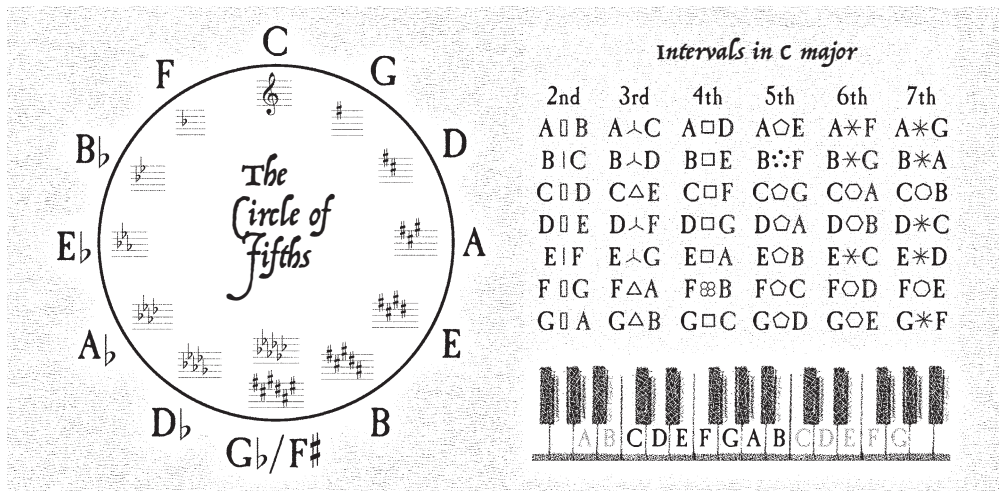 C
F G
B♭ D
E♭ A
A♭ E
D♭ B
G♭/F♯
The
Circle of
Fifths
Intervals in C major
2nd 3rd 4th 5th 6th 7th
A▯B A⅄C A□D A⬠E A✶F A✶G
B|C B⅄D B□E B∵F B✶G B✶A
C▯D C△E C□F C⬠G C⬡A C⬡B
D▯E D⅄F D□G D⬠A D⬡B D✶C
E|F E⅄G E□A E⬠B E✶C E✶D
F▯G F△A F⌘B F⬠C F⬡D F⬡E
G▯A G△B G□C G⬠D G⬡E G✶F
A B C D E F G A B C D E F G